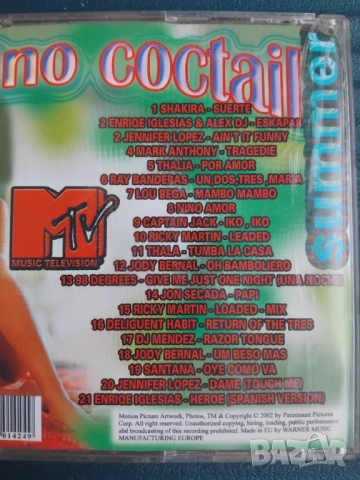 no coctail
summer
1 SHAKIRA - SUERTE
2 ENRIQE IGLESIAS & ALEX DJ - ESKAPAR
2 JENNIFER LOPEZ - AIN'T IT FUNNY
4 MARK ANTHONY - TRAGEDIE
5 THALIA - POR AMOR
6 RAY BANDERAS - UN,DOS,TRES, MARIA
7 LOU BEGA - MAMBO MAMBO
8 NINO AMOR
9 CAPTAIN JACK - IKO , IKO
10 RICKY MARTIN - LEADED
11 THALA - TUMBA LA CASA
12 JODY BERNAL - OH BAMBOLIERO
13 98 DEGREES - GIVE ME JUST ONE NIGHT (UNA NOCHE)
14 JON SECADA - PAPI
15 RICKY MARTIN - LOADED - MIX
16 DELIGUENT HABIT - RETURN OF THE TRES
17 DJ MENDEZ - RAZOR TONGUE
18 JODY BERNAL - UM BESO MAS
19 SANTANA - OYE COMO VA
20 JENNIFER LOPEZ - DAME (TOUCH ME)
21 ENRIQE IGLESIAS - HEROE (SPANISH VERSION)
MTV
MUSIC TELEVISION
014249
Motion Picture Artwork, Photos, TM & Copyright © 2002 by Paramount Pictures
Corp. All right reserved. Unauthorized copying, hiring, lending, public performance
abd broadcasting of this recording prohibited. Made in EU by WARNER MUSIC
MANUFACTURING EUROPE
bazar.bg